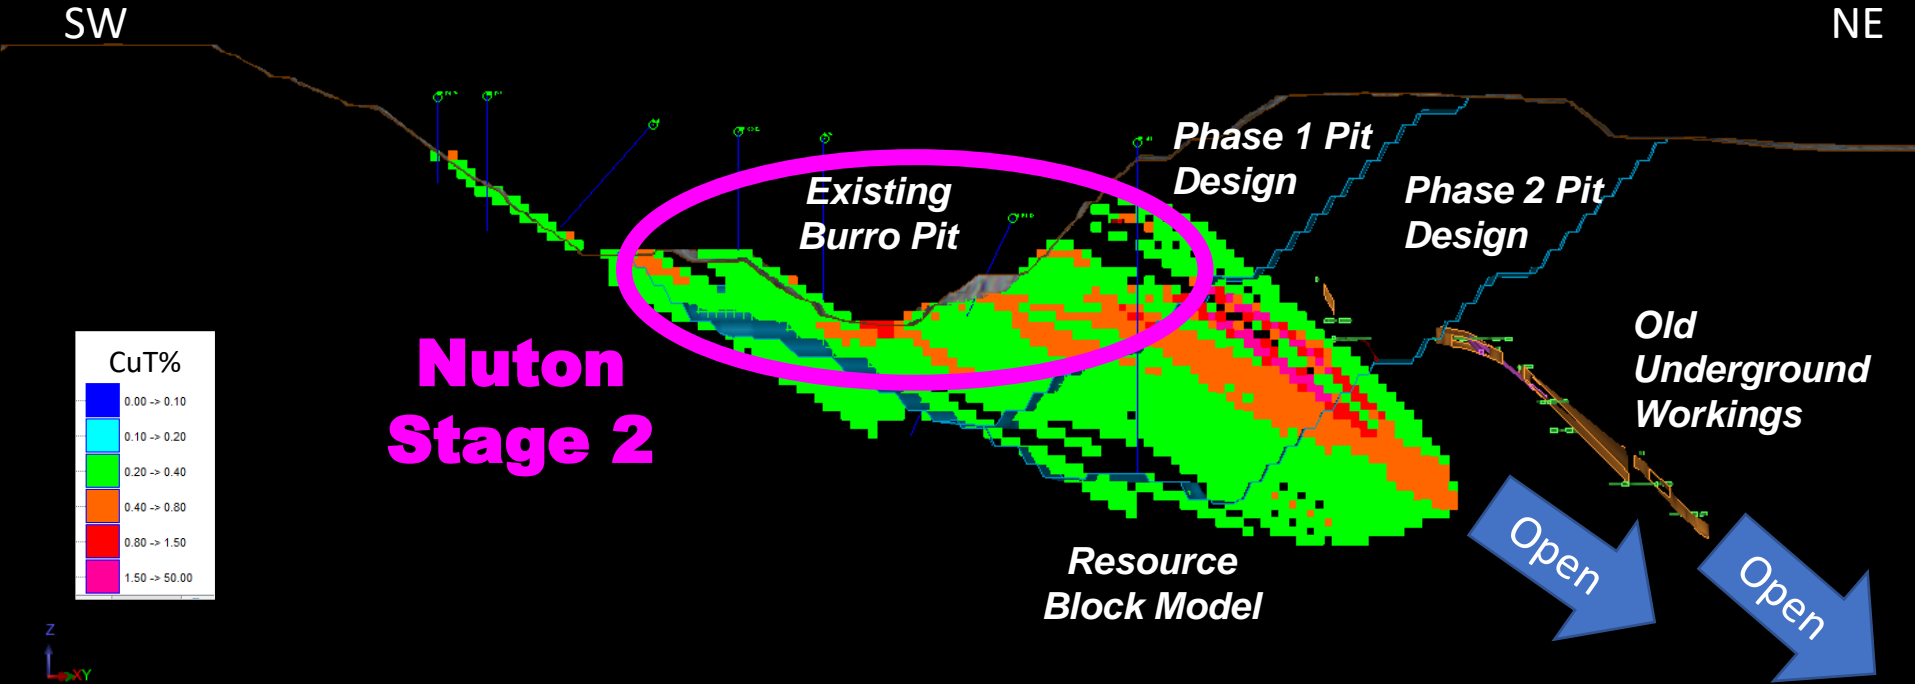 SW
NE
Phase 1 Pit
Design
Existing
Burro Pit
Phase 2 Pit
Design
Nuton
Stage 2
Old
Underground
Workings
CuT%
0.00 -> 0.10
0.10 -> 0.20
0.20 -> 0.40
0.40 -> 0.80
0.80 -> 1.50
1.50 -> 50.00
Resource
Block Model
Open
Open
Z
XY